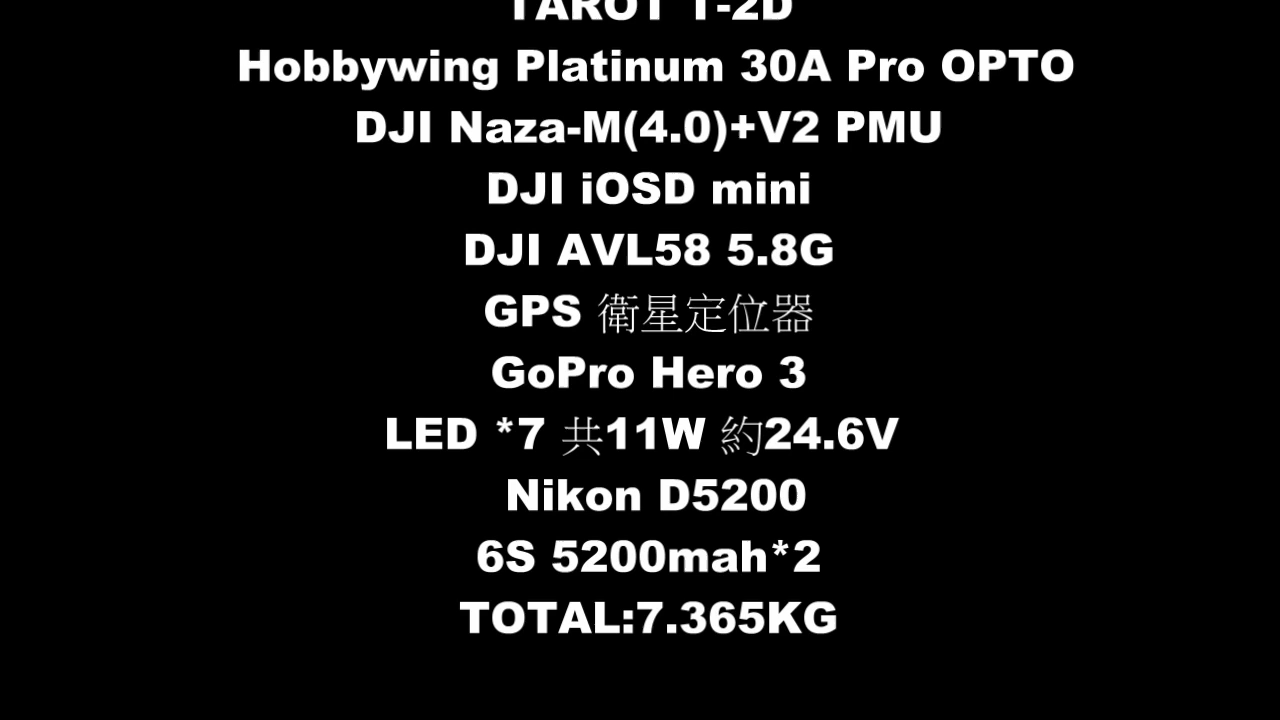 TAROT T-2D
Hobbywing Platinum 30A Pro OPTO
DJI Naza-M(4.0)+V2 PMU
DJI iOSD mini
DJI AVL58 5.8G
GPS 衛星定位器
GoPro Hero 3
LED *7 共11W 約24.6V
Nikon D5200
6S 5200mah*2
TOTAL:7.365KG